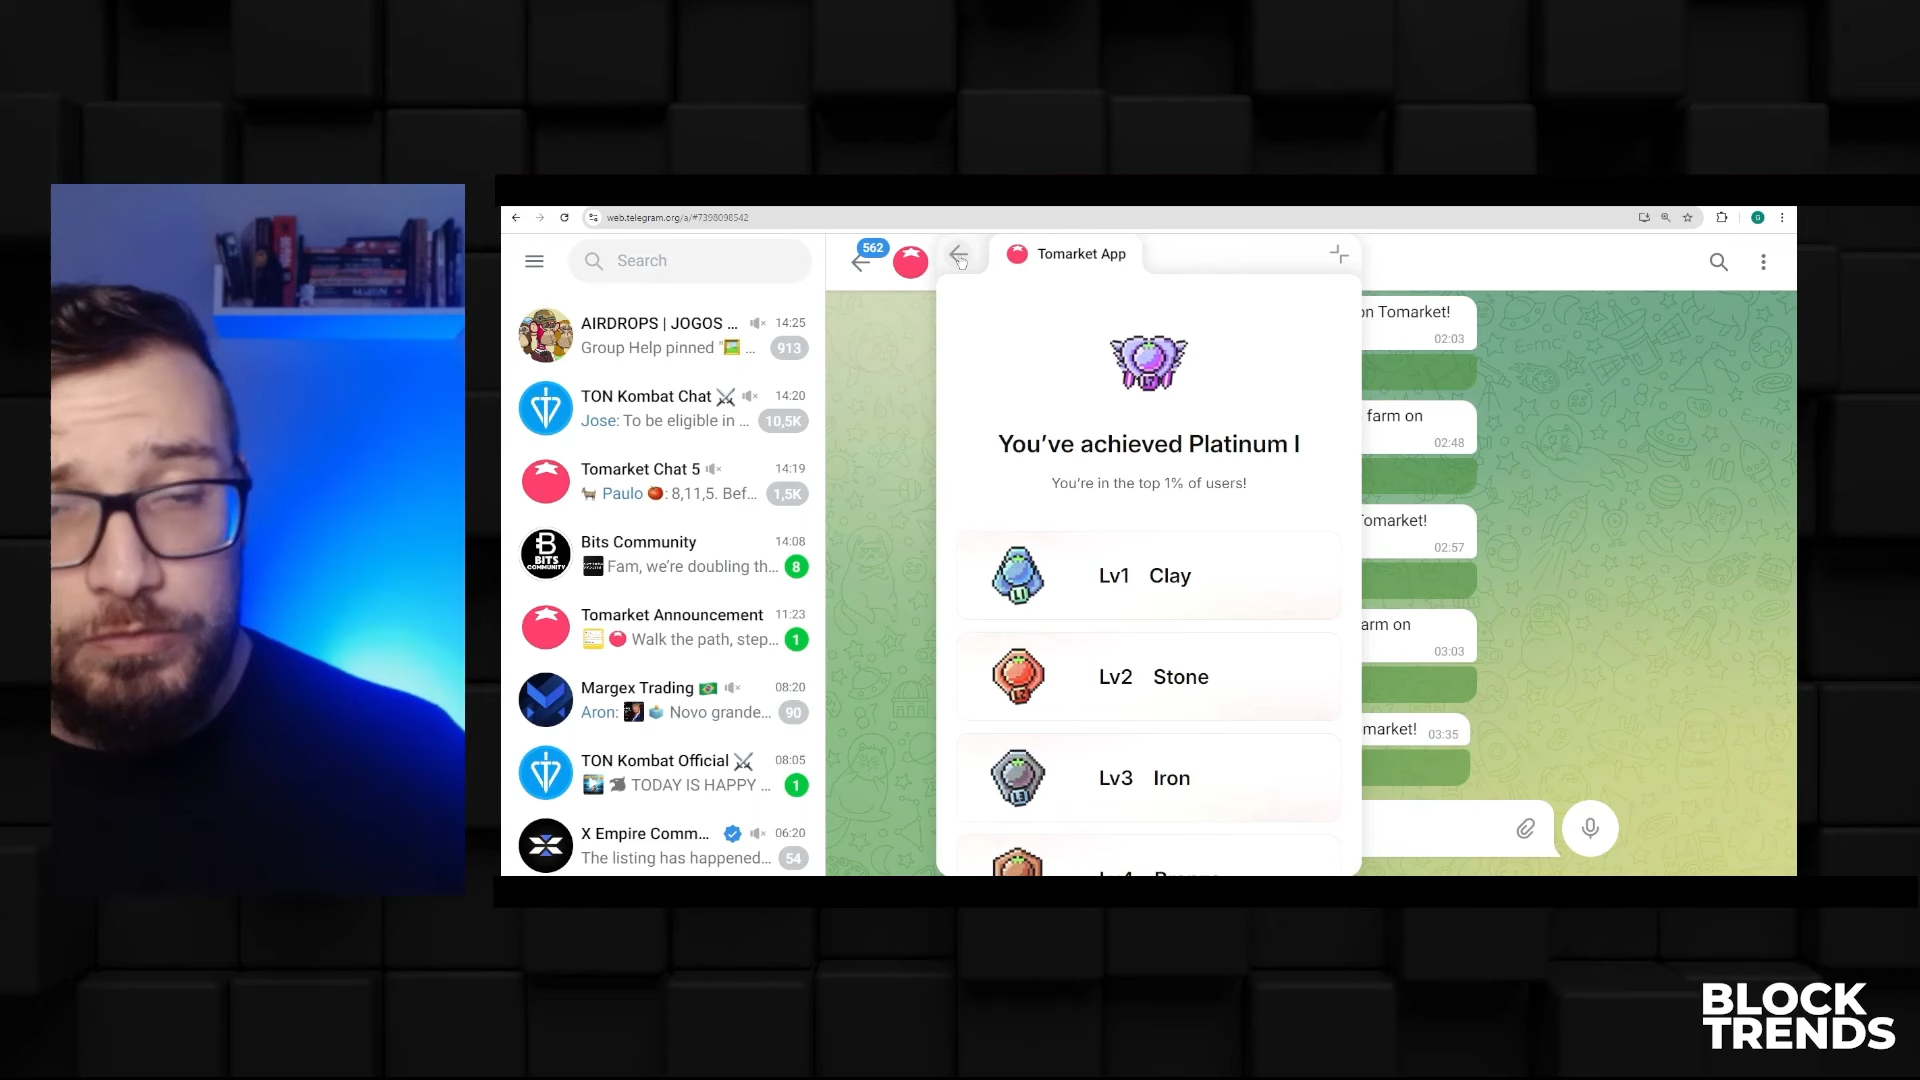 web.telegram.org/a/#7398098542
Search
AIRDROPS | JOGOS ...
14:25
Group Help pinned "🖼 ...
913
TON Kombat Chat ⚔
14:20
Jose: To be eligible in ...
10,5K
Tomarket Chat 5
14:19
🐐 Paulo 🍅: 8,11,5. Bef...
1,5K
BITS
COMMUNITY
Bits Community
14:08
Fam, we're doubling th...
8
Tomarket Announcement
11:23
Walk the path, step...
1
Margex Trading 🇧🇷
08:20
Aron: 🗳 Novo grande...
90
TON Kombat Official ⚔
08:05
TODAY IS HAPPY ...
1
X Empire Comm...
06:20
The listing has happened...
54
562
Tomarket App
You've achieved Platinum I
You're in the top 1% of users!
L1
Lv1 Clay
Lv2 Stone
L3
Lv3 Iron
on Tomarket!
02:03
farm on
02:48
Tomarket!
02:57
arm on
03:03
market! 03:35
BLOCK
TRENDS